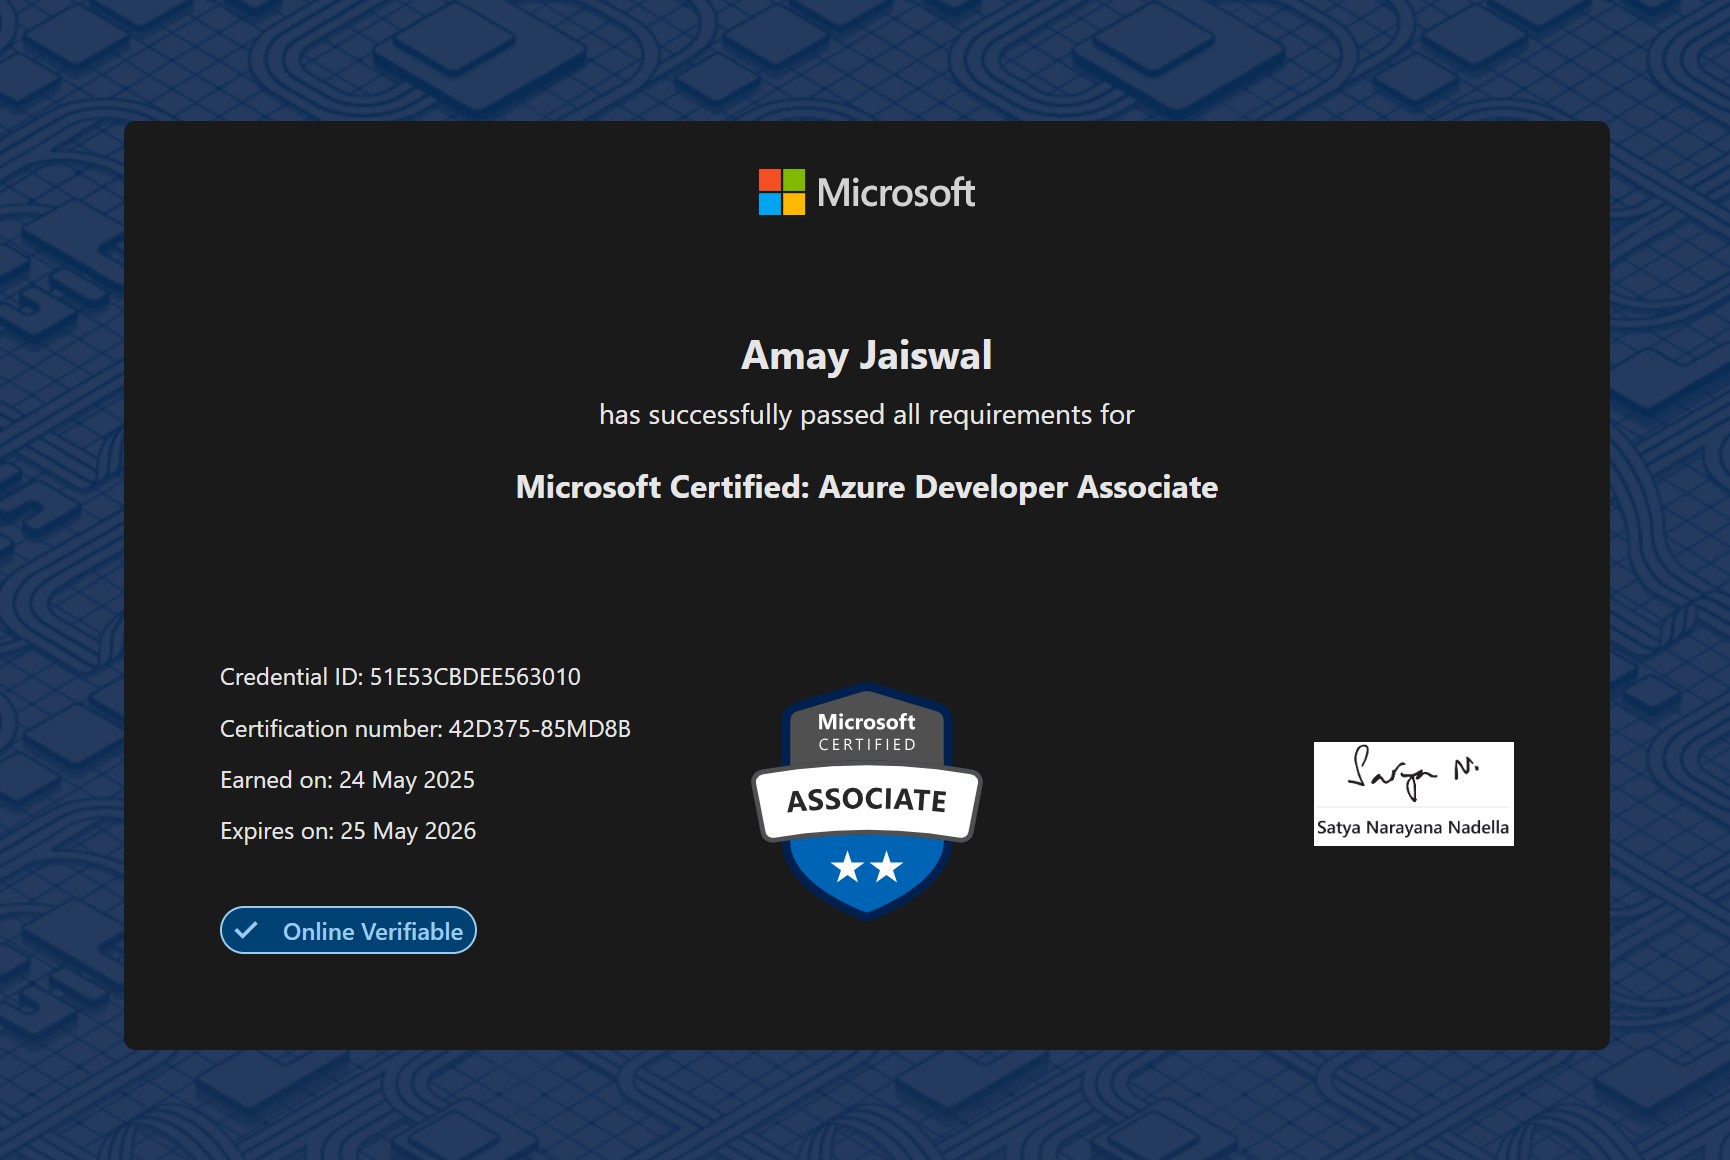 Microsoft
Amay Jaiswal
has successfully passed all requirements for
Microsoft Certified: Azure Developer Associate
Credential ID: 51E53CBDEE563010
Certification number: 42D375-85MD8B
Earned on: 24 May 2025
Expires on: 25 May 2026
Online Verifiable
Microsoft
CERTIFIED
ASSOCIATE
Satya N.
Satya Narayana Nadella